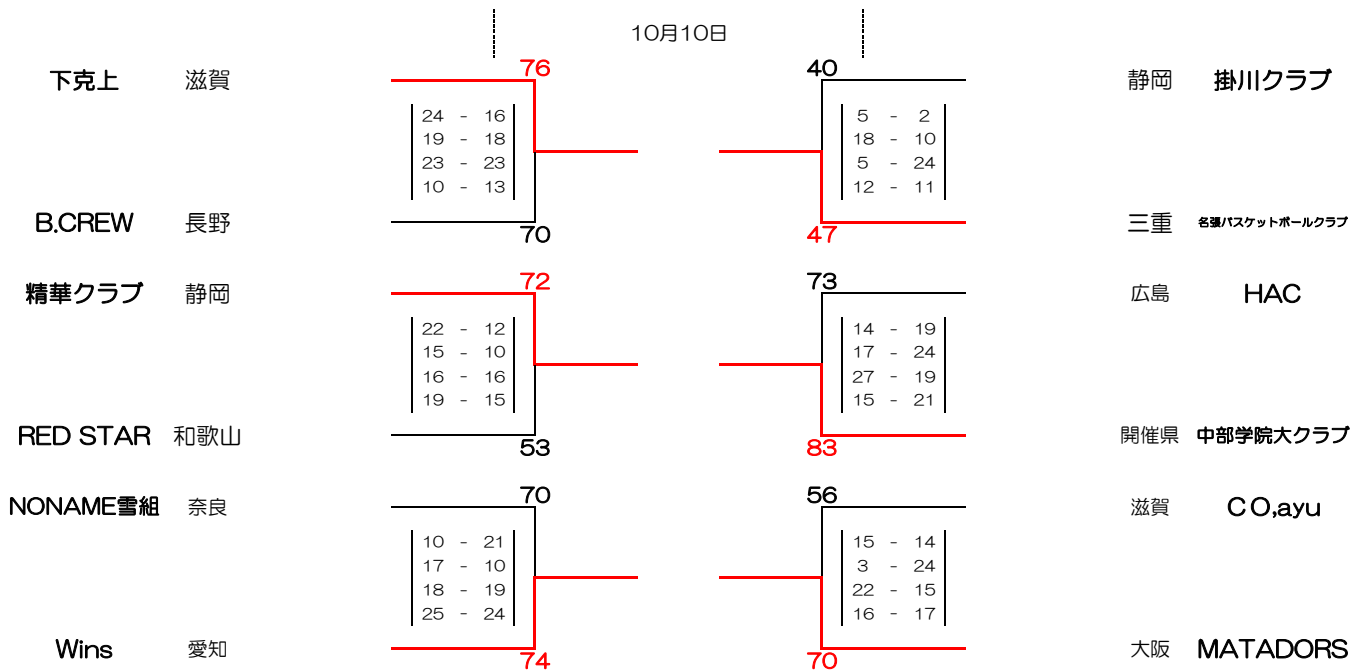 10月10日
76
下克上 滋賀
24 - 16
19 - 18
23 - 23
10 - 13
B.CREW 長野
70
40
静岡 掛川クラブ
5 - 2
18 - 10
5 - 24
12 - 11
三重 名張バスケットボールクラブ
47
72
精華クラブ 静岡
22 - 12
15 - 10
16 - 16
19 - 15
RED STAR 和歌山
53
73
広島 HAC
14 - 19
17 - 24
27 - 19
15 - 21
開催県 中部学院大クラブ
83
70
NONAME雪組 奈良
10 - 21
17 - 10
18 - 19
25 - 24
Wins 愛知
74
56
滋賀 CO,ayu
15 - 14
3 - 24
22 - 15
16 - 17
大阪 MATADORS
70